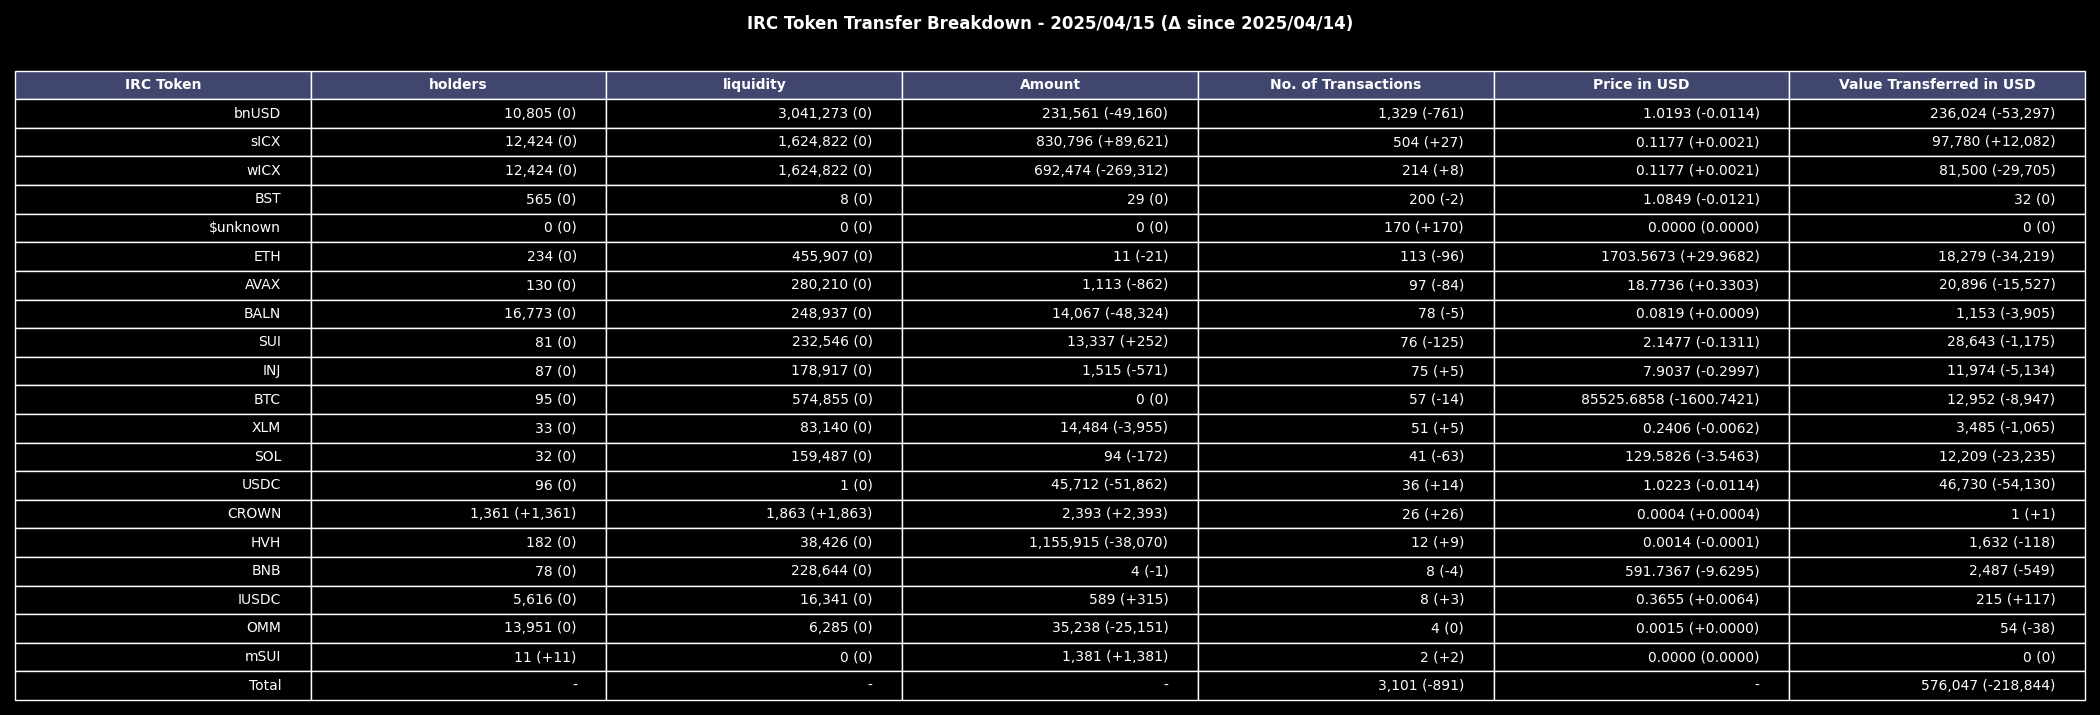 IRC Token Transfer Breakdown - 2025/04/15 (Δ since 2025/04/14)
IRC Token holders liquidity Amount No. of Transactions Price in USD Value Transferred in USD
bnUSD 10,805 (0) 3,041,273 (0) 231,561 (-49,160) 1,329 (-761) 1.0193 (-0.0114) 236,024 (-53,297)
sICX 12,424 (0) 1,624,822 (0) 830,796 (+89,621) 504 (+27) 0.1177 (+0.0021) 97,780 (+12,082)
wICX 12,424 (0) 1,624,822 (0) 692,474 (-269,312) 214 (+8) 0.1177 (+0.0021) 81,500 (-29,705)
BST 565 (0) 8 (0) 29 (0) 200 (-2) 1.0849 (-0.0121) 32 (0)
$unknown 0 (0) 0 (0) 0 (0) 170 (+170) 0.0000 (0.0000) 0 (0)
ETH 234 (0) 455,907 (0) 11 (-21) 113 (-96) 1703.5673 (+29.9682) 18,279 (-34,219)
AVAX 130 (0) 280,210 (0) 1,113 (-862) 97 (-84) 18.7736 (+0.3303) 20,896 (-15,527)
BALN 16,773 (0) 248,937 (0) 14,067 (-48,324) 78 (-5) 0.0819 (+0.0009) 1,153 (-3,905)
SUI 81 (0) 232,546 (0) 13,337 (+252) 76 (-125) 2.1477 (-0.1311) 28,643 (-1,175)
INJ 87 (0) 178,917 (0) 1,515 (-571) 75 (+5) 7.9037 (-0.2997) 11,974 (-5,134)
BTC 95 (0) 574,855 (0) 0 (0) 57 (-14) 85525.6858 (-1600.7421) 12,952 (-8,947)
XLM 33 (0) 83,140 (0) 14,484 (-3,955) 51 (+5) 0.2406 (-0.0062) 3,485 (-1,065)
SOL 32 (0) 159,487 (0) 94 (-172) 41 (-63) 129.5826 (-3.5463) 12,209 (-23,235)
USDC 96 (0) 1 (0) 45,712 (-51,862) 36 (+14) 1.0223 (-0.0114) 46,730 (-54,130)
CROWN 1,361 (+1,361) 1,863 (+1,863) 2,393 (+2,393) 26 (+26) 0.0004 (+0.0004) 1 (+1)
HVH 182 (0) 38,426 (0) 1,155,915 (-38,070) 12 (+9) 0.0014 (-0.0001) 1,632 (-118)
BNB 78 (0) 228,644 (0) 4 (-1) 8 (-4) 591.7367 (-9.6295) 2,487 (-549)
IUSDC 5,616 (0) 16,341 (0) 589 (+315) 8 (+3) 0.3655 (+0.0064) 215 (+117)
OMM 13,951 (0) 6,285 (0) 35,238 (-25,151) 4 (0) 0.0015 (+0.0000) 54 (-38)
mSUI 11 (+11) 0 (0) 1,381 (+1,381) 2 (+2) 0.0000 (0.0000) 0 (0)
Total - - - 3,101 (-891) - 576,047 (-218,844)